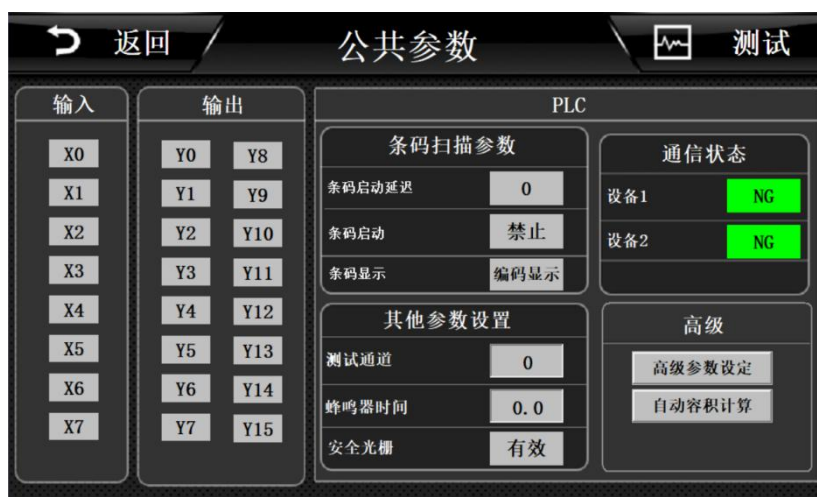 返回
公共参数
测试
输入
输出
PLC
X0
X1
X2
X3
X4
X5
X6
X7
Y0 Y8
Y1 Y9
Y2 Y10
Y3 Y11
Y4 Y12
Y5 Y13
Y6 Y14
Y7 Y15
条码扫描参数
条码启动延迟 0
条码启动 禁止
条码显示 编码显示
其他参数设置
测试通道 0
蜂鸣器时间 0.0
安全光栅 有效
通信状态
设备1 NG
设备2 NG
高级
高级参数设定
自动容积计算